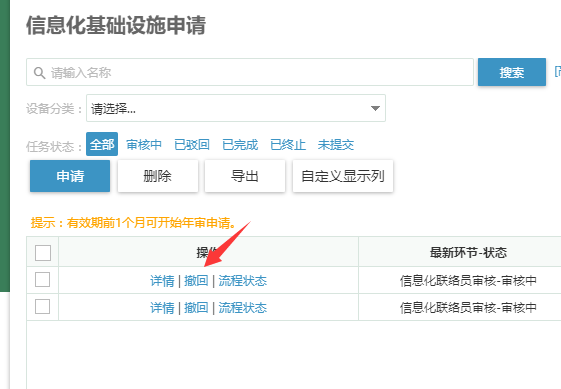 信息化基础设施申请
请输入名称 搜索
设备分类： 请选择...
任务状态： 全部 审核中 已驳回 已完成 已终止 未提交
申请 删除 导出 自定义显示列
提示：有效期前1个月可开始年审申请。
操作 最新环节-状态
详情 | 撤回 | 流程状态 信息化联络员审核-审核中
详情 | 撤回 | 流程状态 信息化联络员审核-审核中